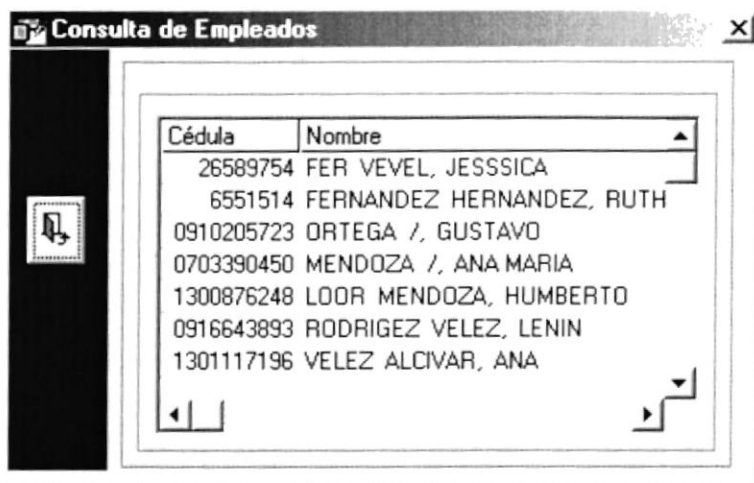 Consulta de Empleados
Cédula Nombre
26589754 FER VEVEL, JESSSICA
6551514 FERNANDEZ HERNANDEZ, RUTH
0910205723 ORTEGA /, GUSTAVO
0703390450 MENDOZA /, ANA MARIA
1300876248 LOOR MENDOZA, HUMBERTO
0916643893 RODRIGEZ VELEZ, LENIN
1301117196 VELEZ ALCIVAR, ANA